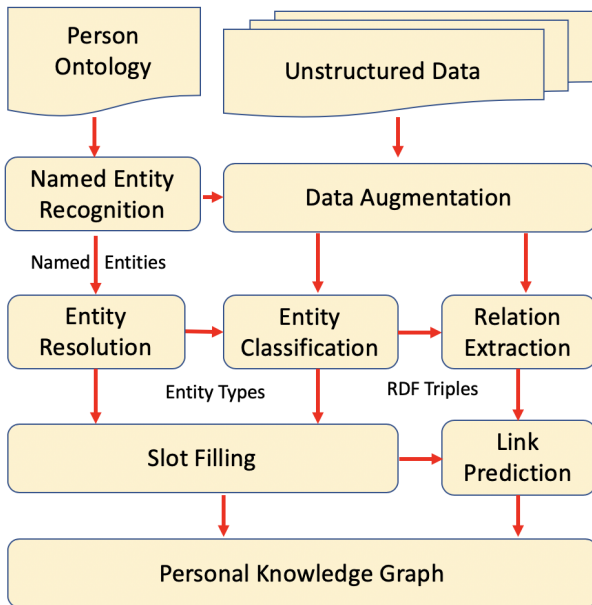 Person
Ontology
Unstructured Data
Named Entity
Recognition
Data Augmentation
Named Entities
Entity
Resolution
Entity
Classification
Relation
Extraction
Entity Types
RDF Triples
Slot Filling
Link
Prediction
Personal Knowledge Graph